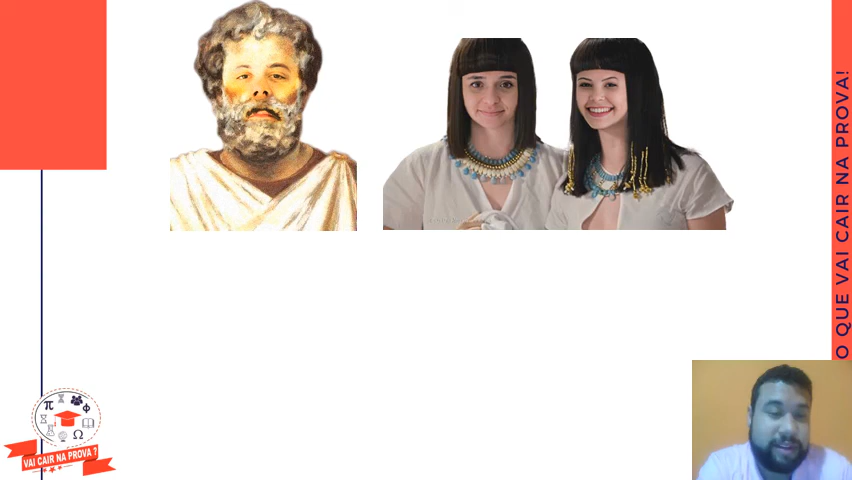 O QUE VAI CAIR NA PROVA!
π
Φ
Ω
VAI CAIR NA PROVA ?